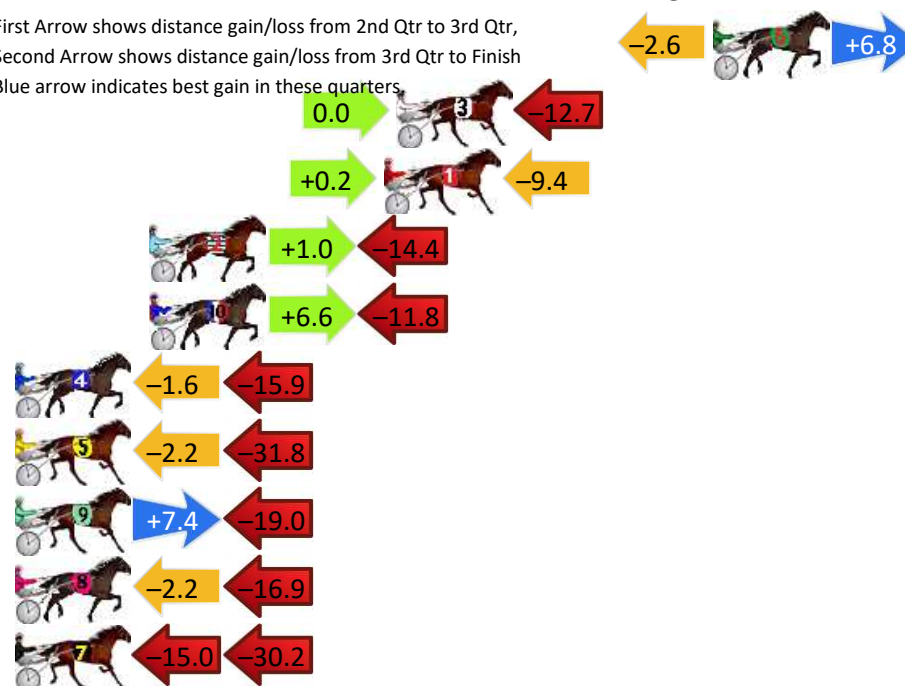 First Arrow shows distance gain/loss from 2nd Qtr to 3rd Qtr,
Second Arrow shows distance gain/loss from 3rd Qtr to Finish
Blue arrow indicates best gain in these quarters.
–2.6 6 +6.8
0.0 3 –12.7
+0.2 1 –9.4
2 +1.0 –14.4
10 +6.6 –11.8
4 –1.6 –15.9
5 –2.2 –31.8
9 +7.4 –19.0
8 –2.2 –16.9
7 –15.0 –30.2